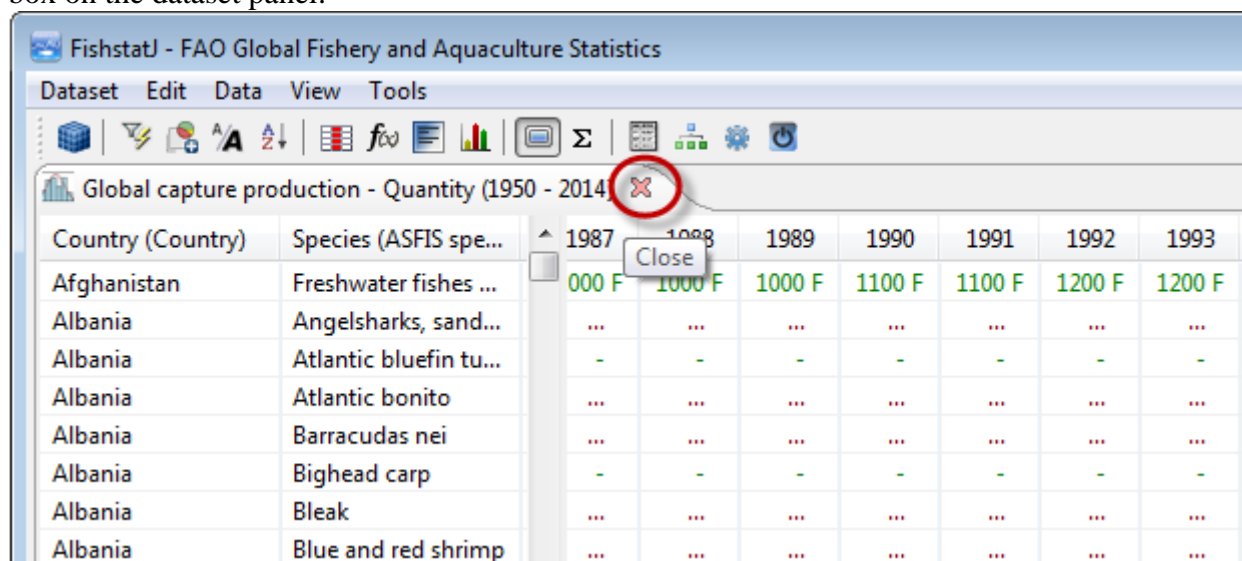 box on the dataset panel.
FishstatJ - FAO Global Fishery and Aquaculture Statistics
Dataset Edit Data View Tools
Global capture production - Quantity (1950 - 2014)
Country (Country) Species (ASFIS spe... 1987 1988 1989 1990 1991 1992 1993
Close
Afghanistan Freshwater fishes ... 000 F 1000 F 1000 F 1100 F 1100 F 1200 F 1200 F
Albania Angelsharks, sand... ... ... ... ... ... ... ...
Albania Atlantic bluefin tu... - - - - - - -
Albania Atlantic bonito ... ... ... ... ... ... ...
Albania Barracudas nei ... ... ... ... ... ... ...
Albania Bighead carp - - - - - - -
Albania Bleak ... ... ... ... ... ... ...
Albania Blue and red shrimp ... ... ... ... ... ... ...